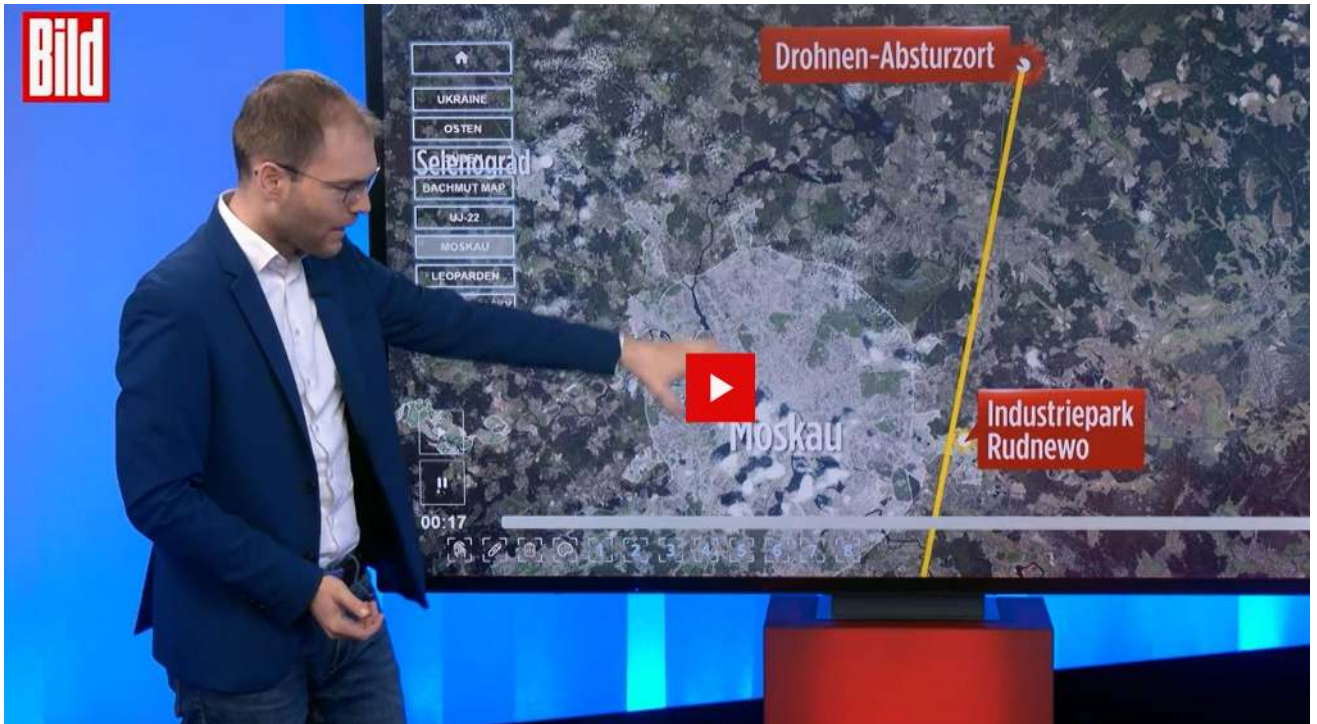 Bild
Drohnen-Absturzort
UKRAINE
OSTEN
Selenograd
BACHMUT MAP
UJ-22
MOSKAU
LEOPARDEN
Moskau
Industriepark
Rudnewo
00:17
1 2 3 4 5 6 7 8